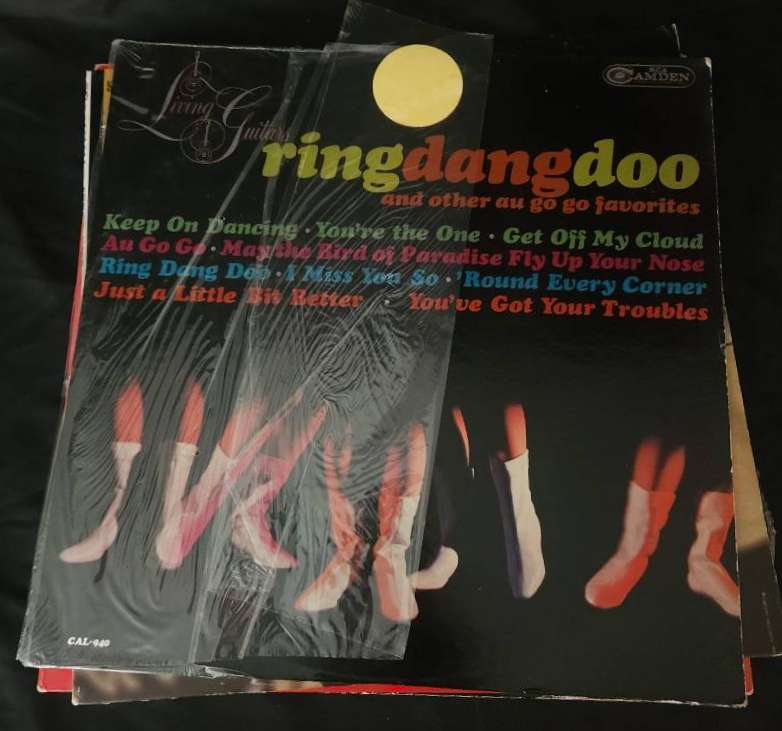 Living Guitars
RCA
CAMDEN
ringdangdoo
and other au go go favorites
Keep On Dancing · You're the One · Get Off My Cloud
Au Go Go · May the Bird of Paradise Fly Up Your Nose
Ring Dang Doo · I Miss You So · 'Round Every Corner
Just a Little Bit Better · You've Got Your Troubles
CAL-940